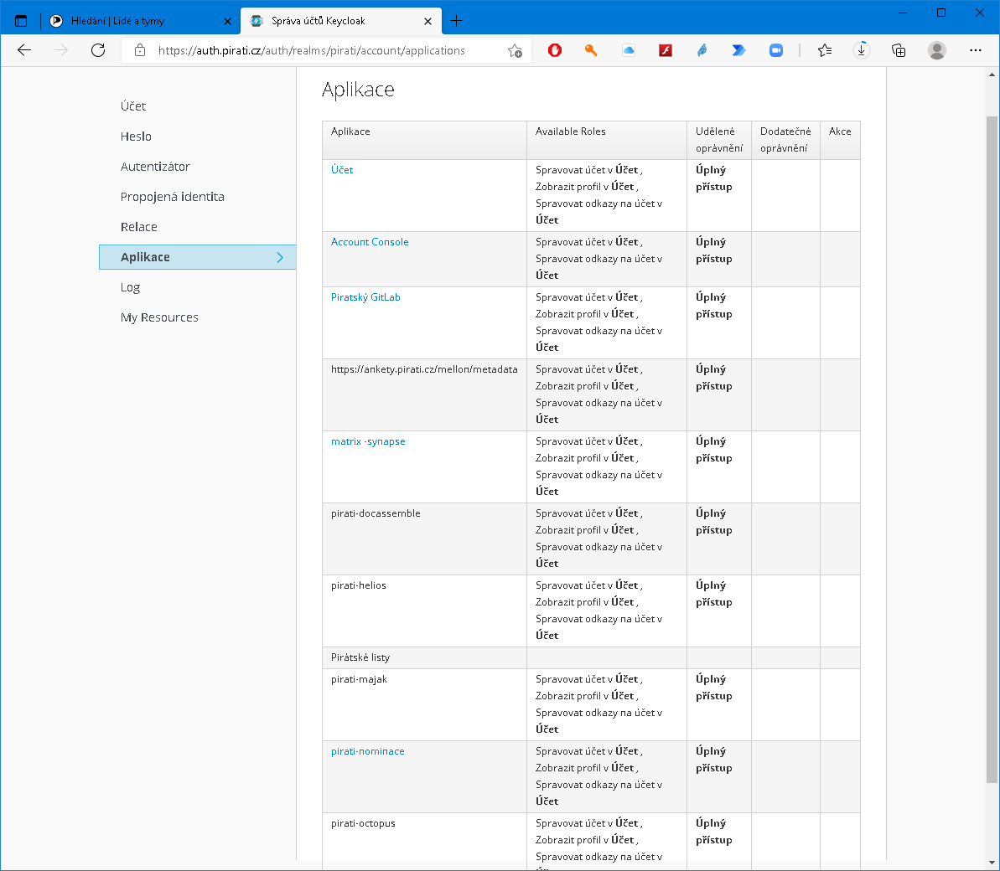 Hledání | Lidé a týmy
Správa účtů Keycloak
https://auth.pirati.cz/auth/realms/pirati/account/applications
Účet
Heslo
Autentizátor
Propojená identita
Relace
Aplikace
Log
My Resources
Aplikace
Aplikace
Available Roles
Udělené
oprávnění
Dodatečné
oprávnění
Akce
Účet
Spravovat účet v Účet ,
Zobrazit profil v Účet ,
Spravovat odkazy na účet v
Účet
Úplný
přístup
Account Console
Spravovat účet v Účet ,
Spravovat odkazy na účet v
Účet
Úplný
přístup
Piratský GitLab
Spravovat účet v Účet ,
Zobrazit profil v Účet ,
Spravovat odkazy na účet v
Účet
Úplný
přístup
https://ankety.pirati.cz/mellon/metadata
Spravovat účet v Účet ,
Zobrazit profil v Účet ,
Spravovat odkazy na účet v
Účet
Úplný
přístup
matrix -synapse
Spravovat účet v Účet ,
Zobrazit profil v Účet ,
Spravovat odkazy na účet v
Účet
Úplný
přístup
pirati-docassemble
Spravovat účet v Účet ,
Zobrazit profil v Účet ,
Spravovat odkazy na účet v
Účet
Úplný
přístup
pirati-helios
Spravovat účet v Účet ,
Zobrazit profil v Účet ,
Spravovat odkazy na účet v
Účet
Úplný
přístup
Pirátské listy
pirati-majak
Spravovat účet v Účet ,
Zobrazit profil v Účet ,
Spravovat odkazy na účet v
Účet
Úplný
přístup
pirati-nominace
Spravovat účet v Účet ,
Zobrazit profil v Účet ,
Spravovat odkazy na účet v
Účet
Úplný
přístup
pirati-octopus
Spravovat účet v Účet ,
Zobrazit profil v Účet ,
Spravovat odkazy na účet v
Úplný
přístup